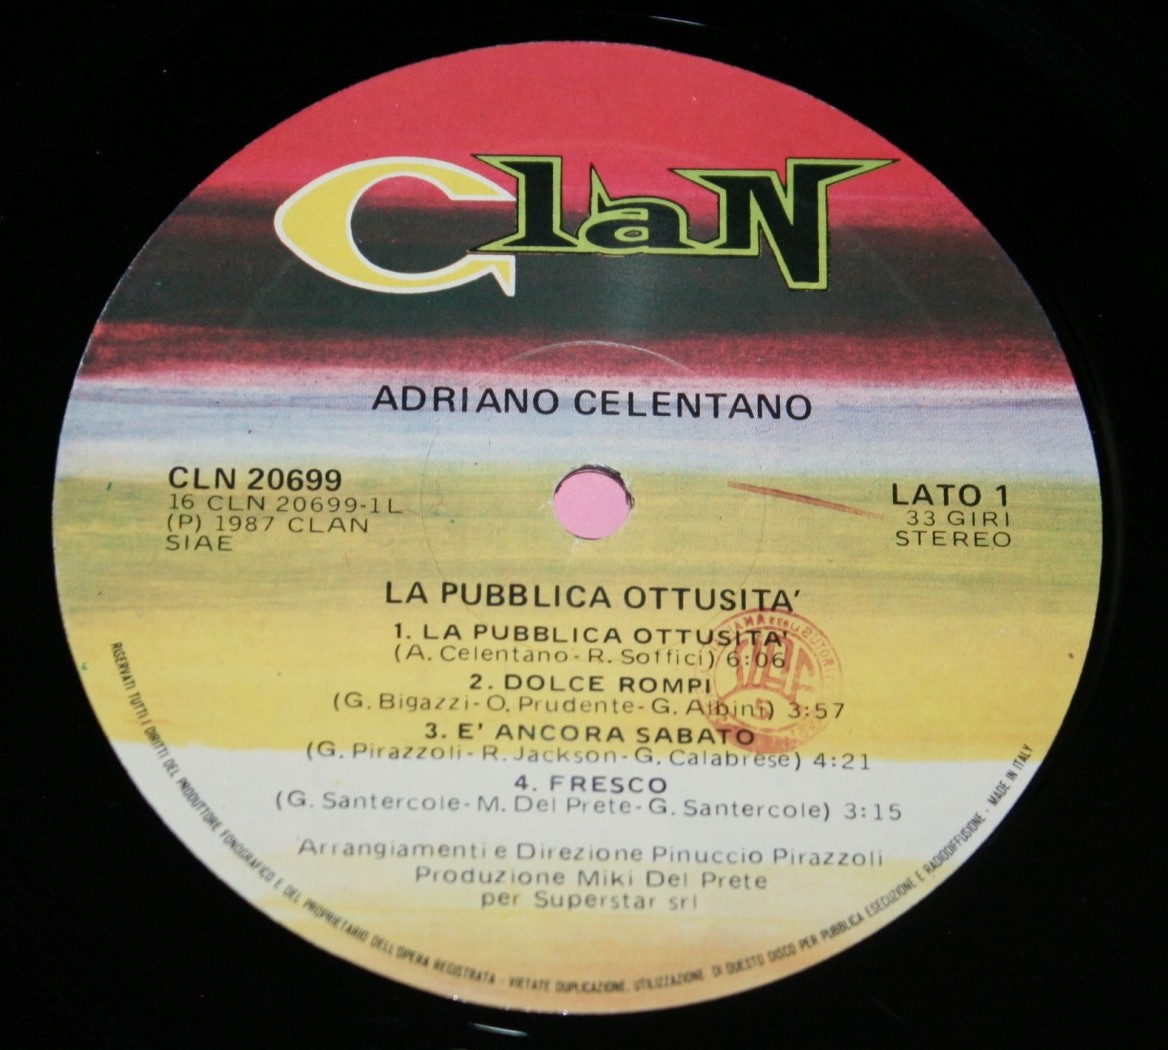 ClaN
ADRIANO CELENTANO
CLN 20699
16 CLN 20699-1L
(P) 1987 CLAN
SIAE
LATO 1
33 GIRI
STEREO
LA PUBBLICA OTTUSITA'
1. LA PUBBLICA OTTUSITA'
(A. Celentano - R. Soffici) 6:06
2. DOLCE ROMPI
(G. Bigazzi - O. Prudente - G. Albini) 3:57
3. E' ANCORA SABATO
(G. Pirazzoli - R. Jackson - G. Calabrese) 4:21
4. FRESCO
(G. Santercole - M. Del Prete - G. Santercole) 3:15
Arrangiamenti e Direzione Pinuccio Pirazzoli
Produzione Miki Del Prete
per Superstar srl
RISERVATI TUTTI I DIRITTI DEL PRODUTTORE FONOGRAFICO E DEL PROPRIETARIO DELL'OPERA REGISTRATA - VIETATE DUPLICAZIONE, UTILIZZAZIONE DI QUESTO DISCO PER PUBBLICA ESECUZIONE E RADIODIFFUSIONE - MADE IN ITALY